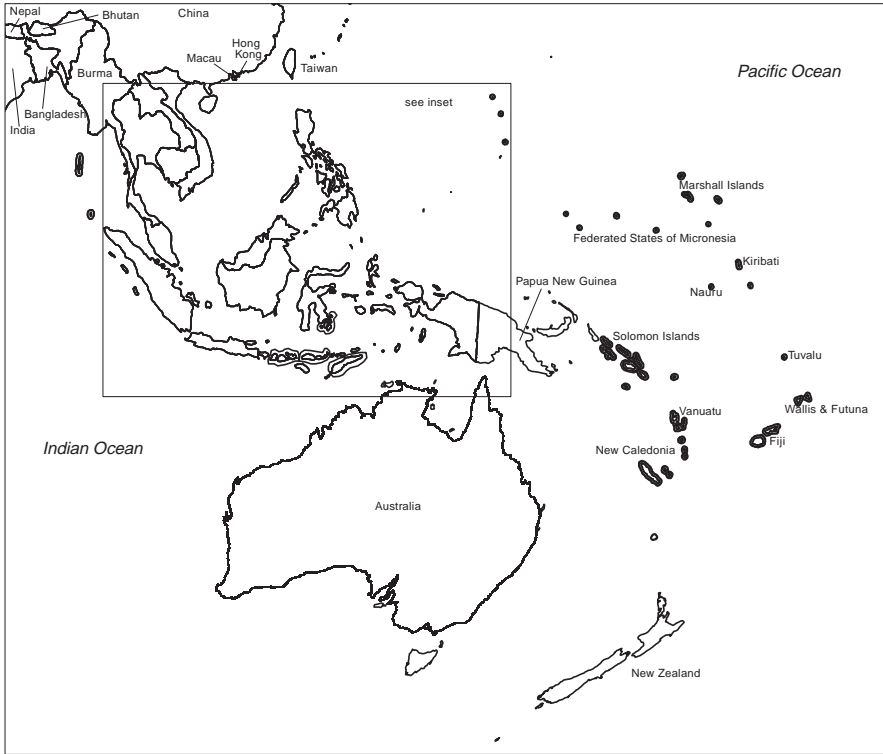 Nepal
Bhutan
China
Hong
Kong
Macau
Taiwan
Burma
Bangladesh
India
see inset
Pacific Ocean
Marshall Islands
Federated States of Micronesia
Kiribati
Nauru
Papua New Guinea
Solomon Islands
Tuvalu
Wallis & Futuna
Vanuatu
Fiji
New Caledonia
Indian Ocean
Australia
New Zealand